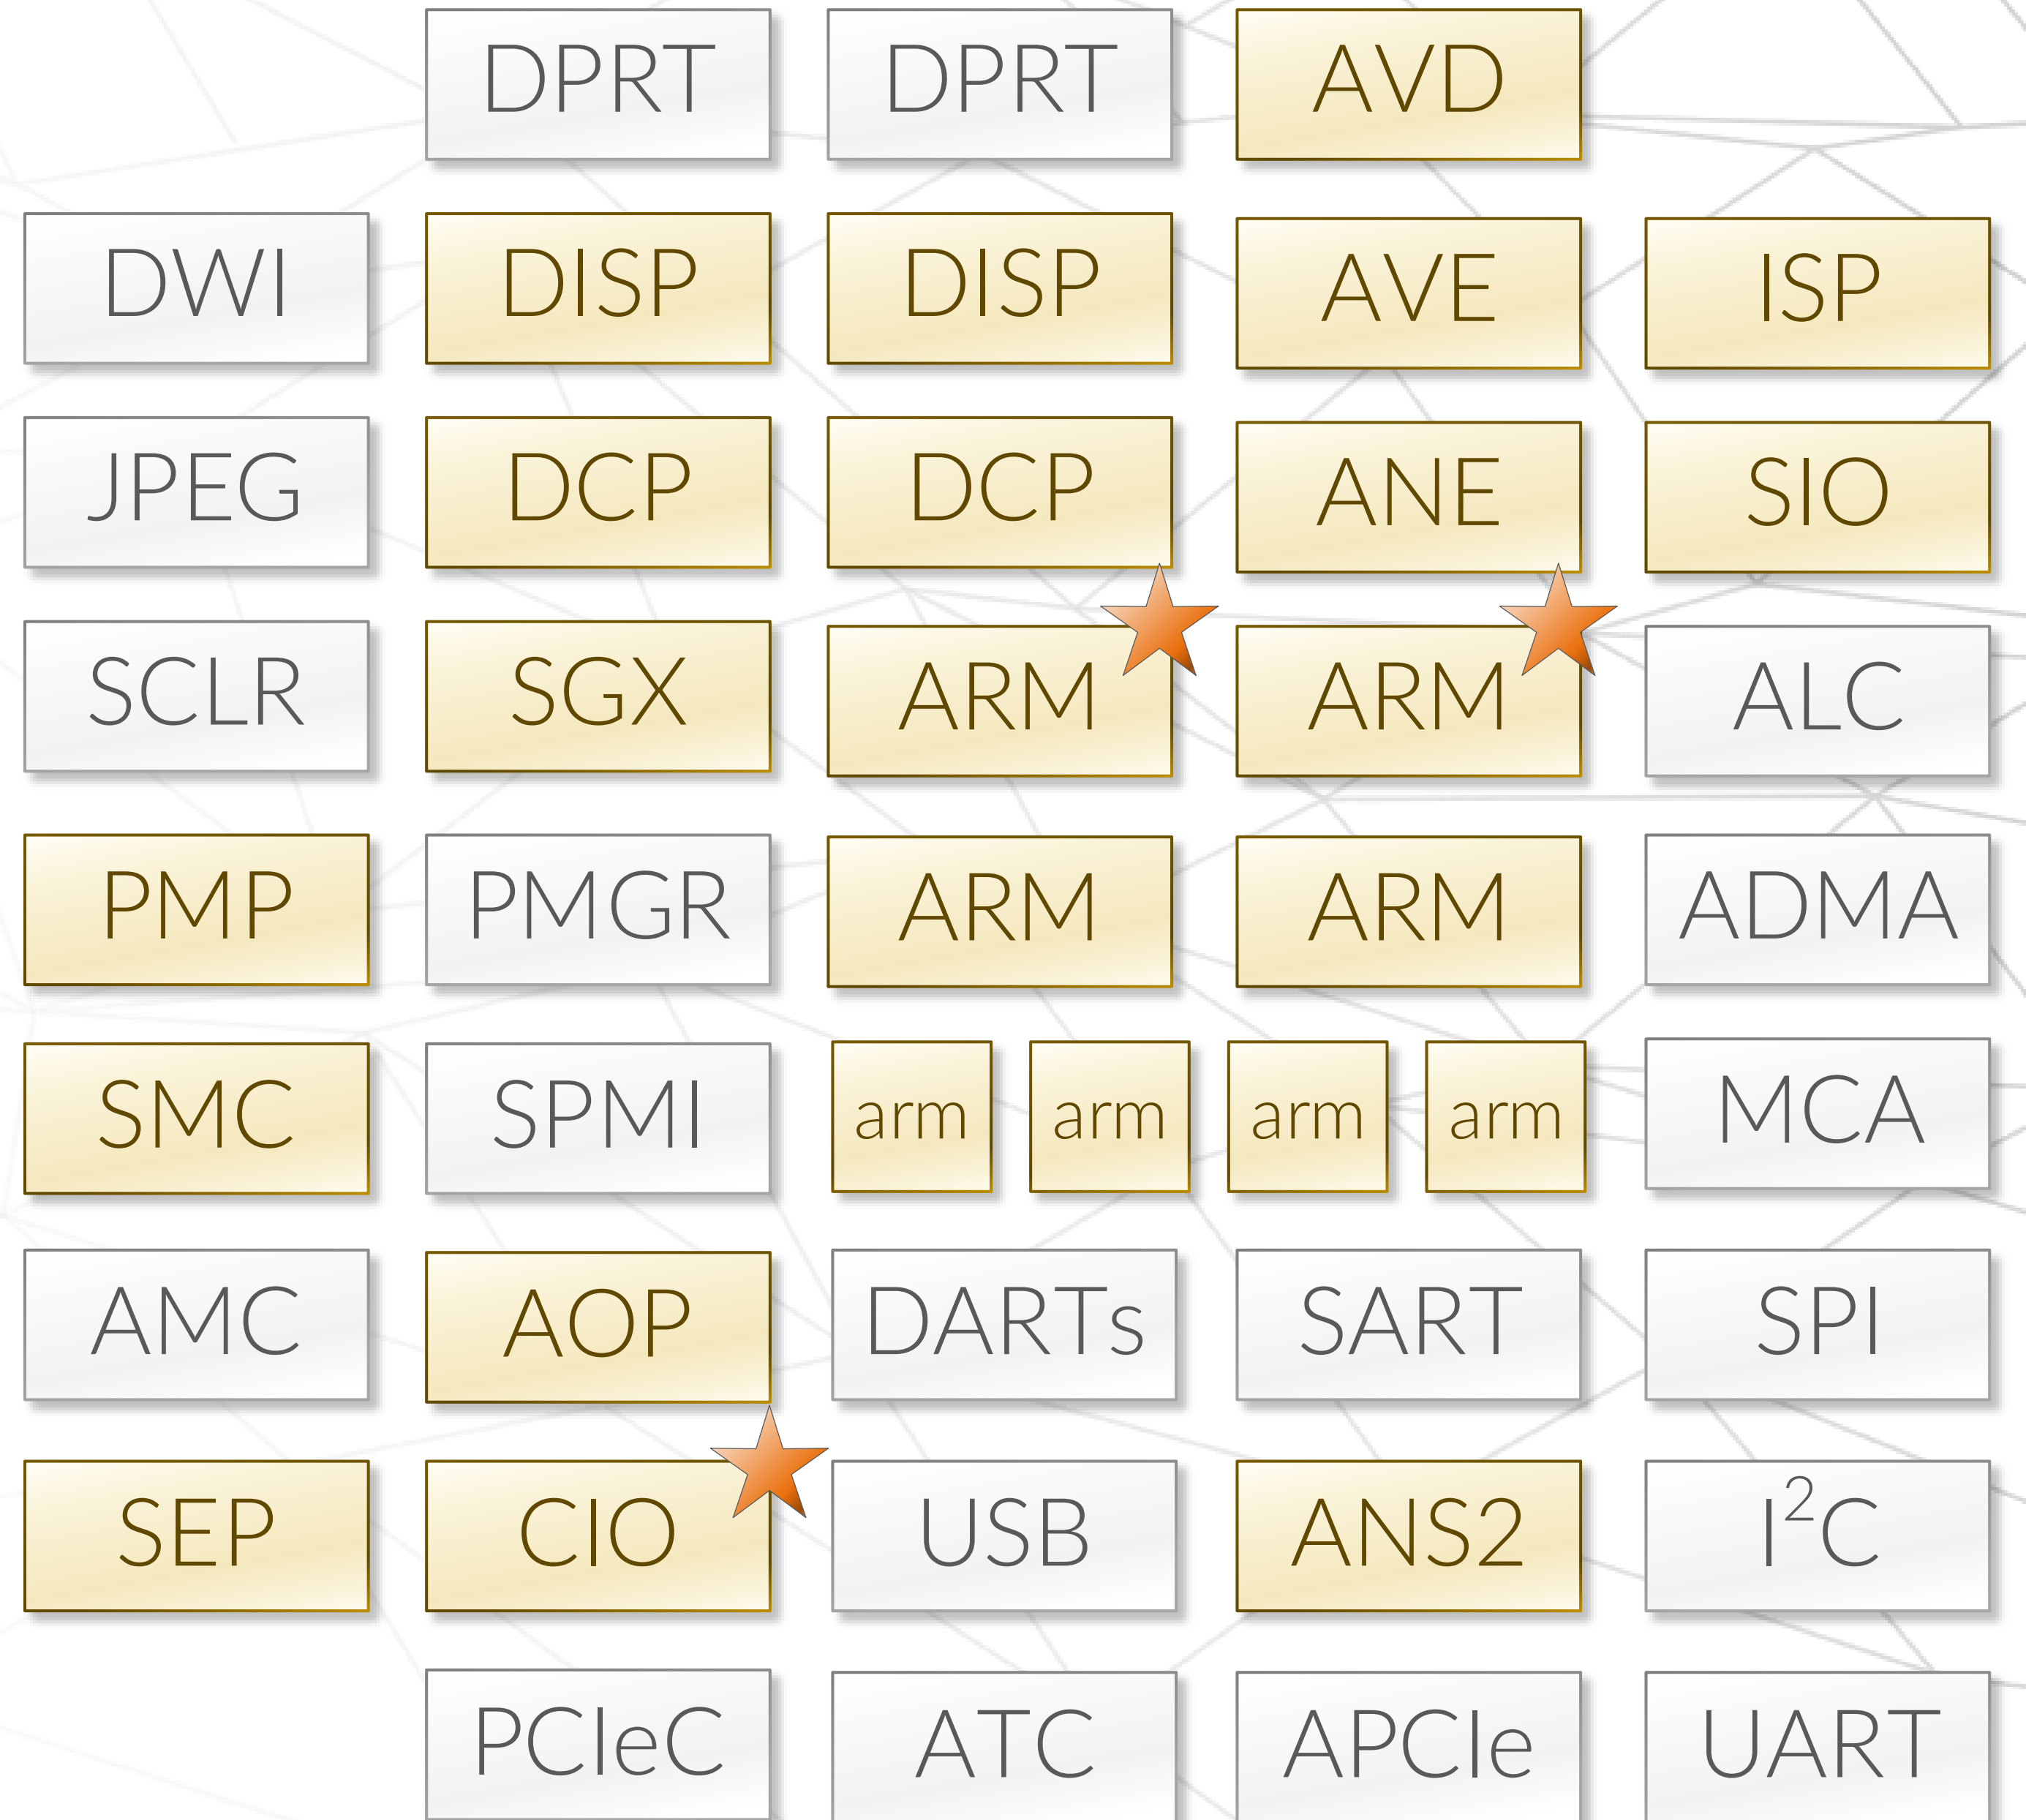 DPRT DPRT AVD
DWI DISP DISP AVE ISP
JPEG DCP DCP ANE SIO
SCLR SGX ARM ARM ALC
PMP PMGR ARM ARM ADMA
SMC SPMI arm arm arm arm MCA
AMC AOP DARTs SART SPI
SEP CIO USB ANS2 I²C
PCIeC ATC APCIe UART